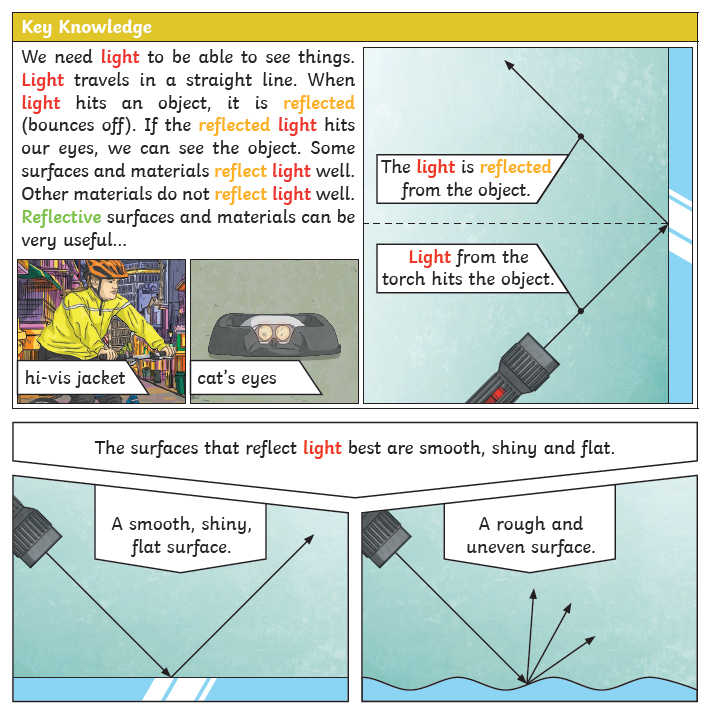 Key Knowledge
We need light to be able to see things.
Light travels in a straight line. When
light hits an object, it is reflected
(bounces off). If the reflected light hits
our eyes, we can see the object. Some
surfaces and materials reflect light well.
Other materials do not reflect light well.
Reflective surfaces and materials can be
very useful...
hi-vis jacket
cat's eyes
The light is reflected
from the object.
Light from the
torch hits the object.
The surfaces that reflect light best are smooth, shiny and flat.
A smooth, shiny,
flat surface.
A rough and
uneven surface.